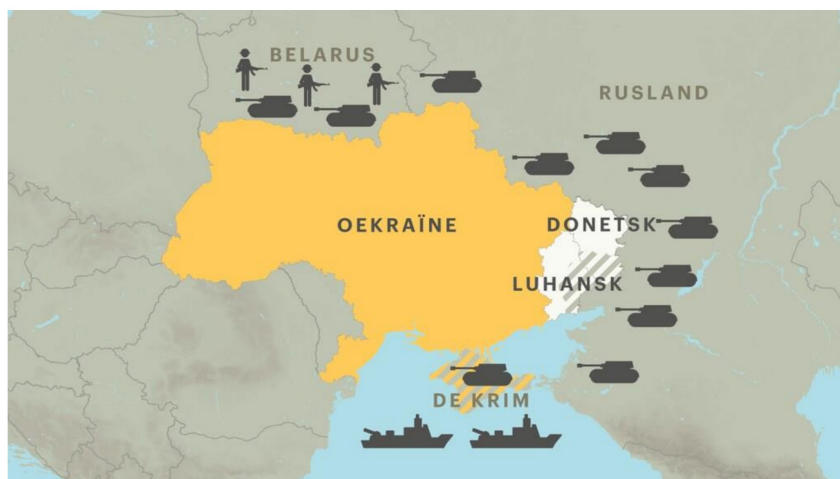 BELARUS
RUSLAND
OEKRAÏNE
DONETSK
LUHANSK
DE KRIM